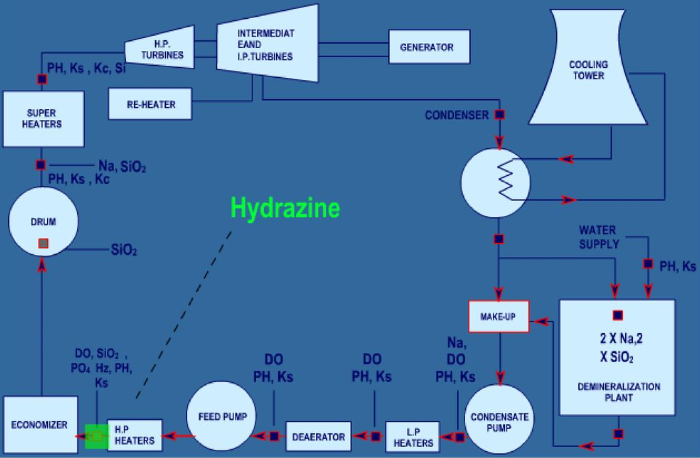 H.P.
TURBINES
INTERMEDIAT
EAND
I.P.TURBINES
GENERATOR
COOLING
TOWER
PH, Ks , Kc, Si
RE-HEATER
SUPER
HEATERS
CONDENSER
Na, SiO₂
PH, Ks , Kc
Hydrazine
DRUM
SiO₂
WATER
SUPPLY
PH, Ks
MAKE-UP
2 X Na,2
X SiO₂
DEMINERALIZATION
PLANT
DO, SiO₂ ,
PO₄ Hz, PH,
Ks
DO
PH, Ks
DO
PH, Ks
Na,
DO
PH, Ks
ECONOMIZER
H.P
HEATERS
FEED PUMP
DEAERATOR
L.P
HEATERS
CONDENSATE
PUMP